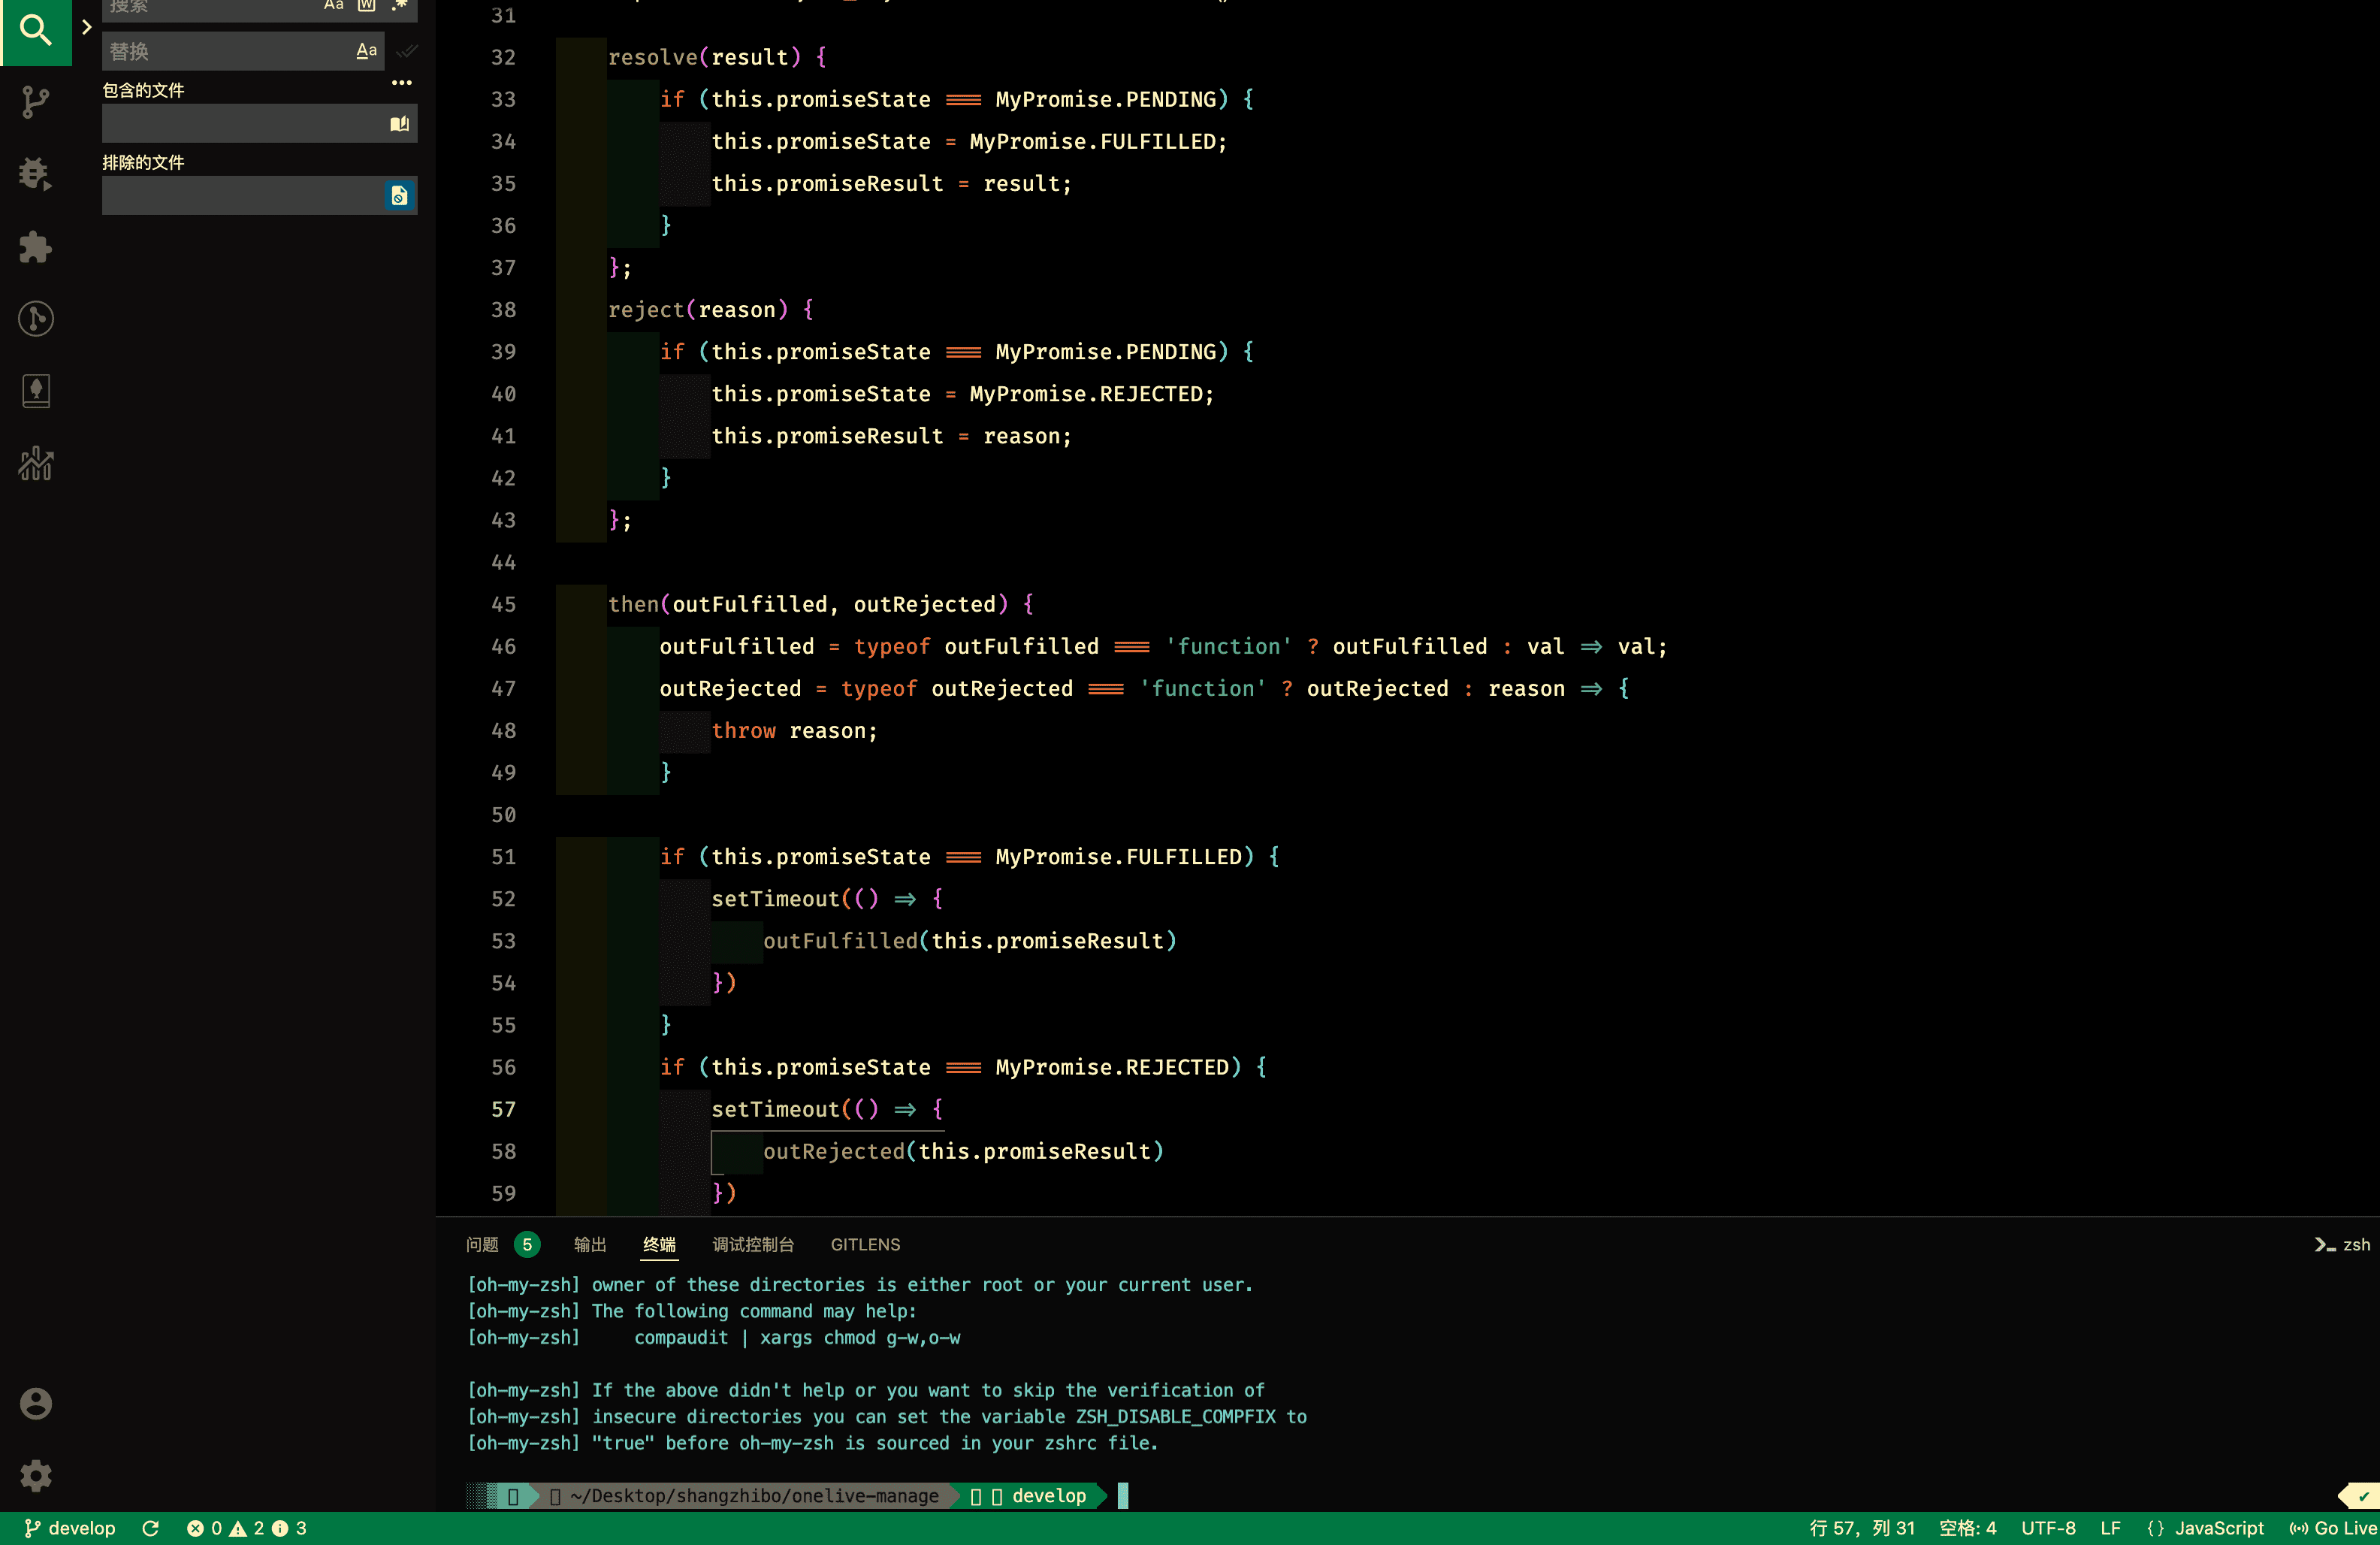 搜索
Aa
替换
Aa
包含的文件
排除的文件
31
32 resolve(result) {
33 if (this.promiseState === MyPromise.PENDING) {
34 this.promiseState = MyPromise.FULFILLED;
35 this.promiseResult = result;
36 }
37 };
38 reject(reason) {
39 if (this.promiseState === MyPromise.PENDING) {
40 this.promiseState = MyPromise.REJECTED;
41 this.promiseResult = reason;
42 }
43 };
44
45 then(outFulfilled, outRejected) {
46 outFulfilled = typeof outFulfilled === 'function' ? outFulfilled : val => val;
47 outRejected = typeof outRejected === 'function' ? outRejected : reason => {
48 throw reason;
49 }
50
51 if (this.promiseState === MyPromise.FULFILLED) {
52 setTimeout(() => {
53 outFulfilled(this.promiseResult)
54 })
55 }
56 if (this.promiseState === MyPromise.REJECTED) {
57 setTimeout(() => {
58 outRejected(this.promiseResult)
59 })
问题 5 输出 终端 调试控制台 GITLENS
zsh
[oh-my-zsh] owner of these directories is either root or your current user.
[oh-my-zsh] The following command may help:
[oh-my-zsh] compaudit | xargs chmod g-w,o-w
[oh-my-zsh] If the above didn't help or you want to skip the verification of
[oh-my-zsh] insecure directories you can set the variable ZSH_DISABLE_COMPFIX to
[oh-my-zsh] "true" before oh-my-zsh is sourced in your zshrc file.
~/Desktop/shangzhibo/onelive-manage develop
develop 0 2 3 行 57，列 31 空格: 4 UTF-8 LF {} JavaScript Go Live